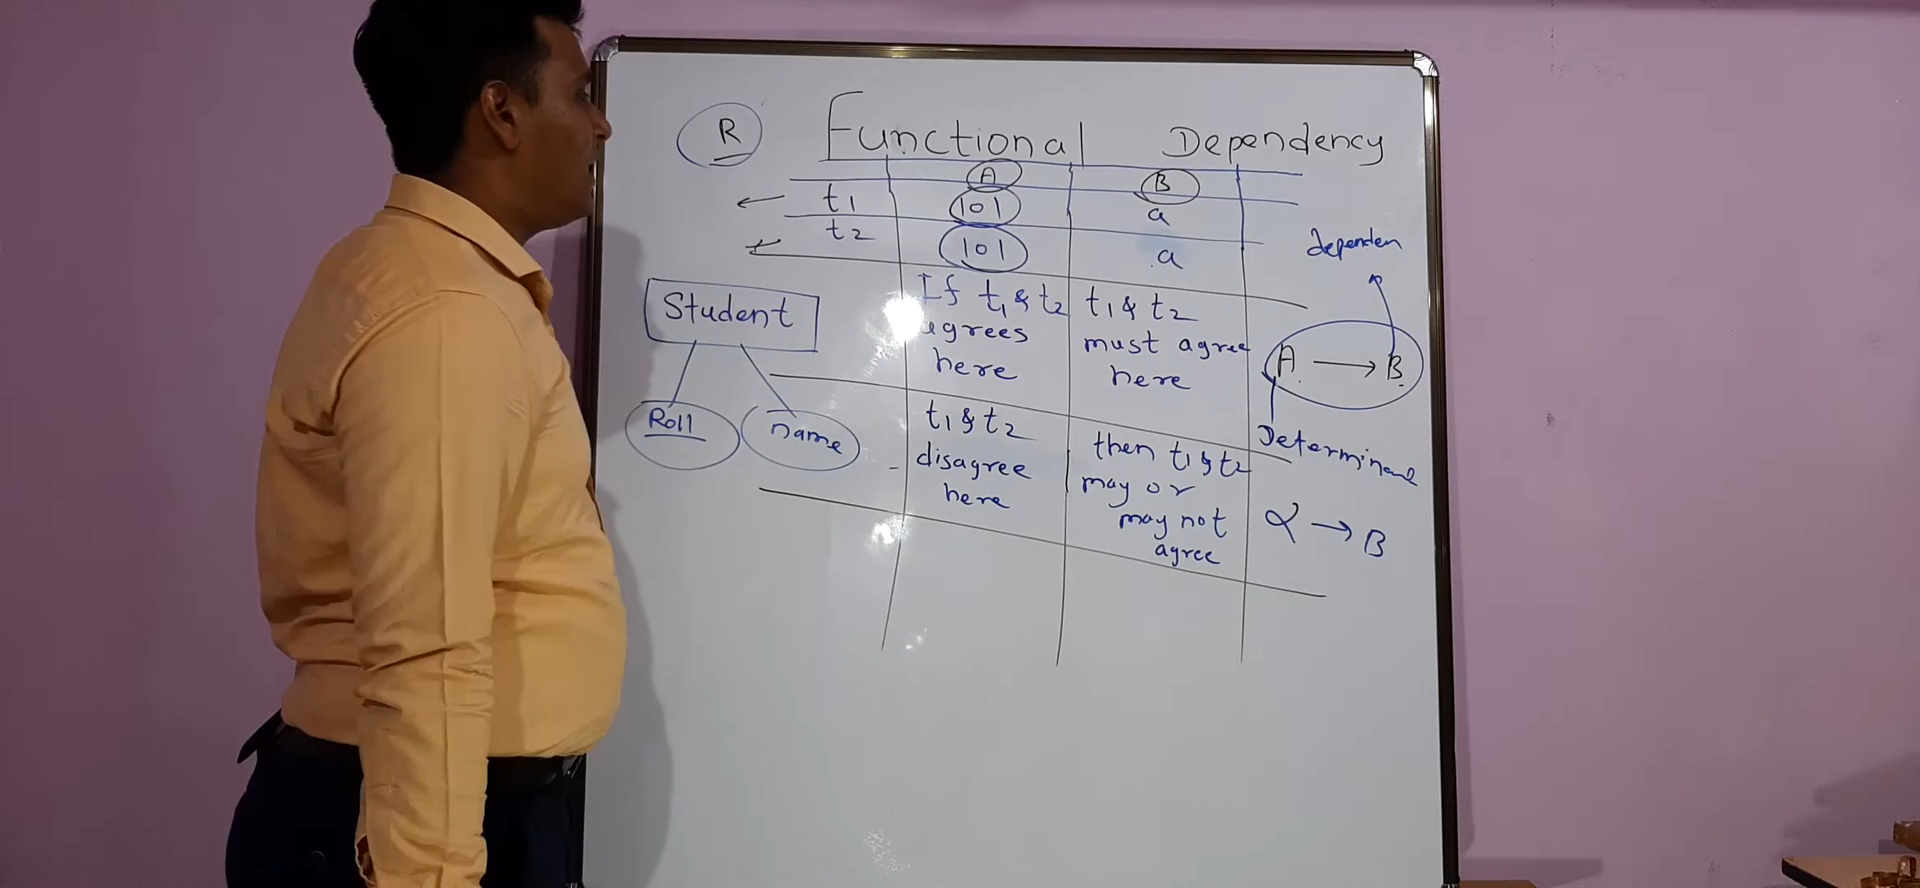 R Functional Dependency
A B
t1 101 a
t2 101 a
dependen
Student
Roll name
If t1 & t2
agrees
here
t1 & t2
must agree
here
A → B
t1 & t2
disagree
here
then t1 & t2
may or
may not
agree
α → B